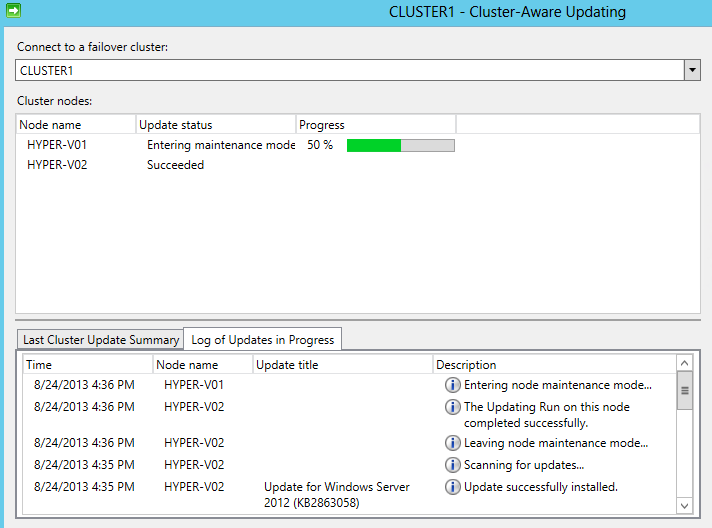 CLUSTER1 - Cluster-Aware Updating
Connect to a failover cluster:
CLUSTER1
Cluster nodes:
Node name Update status Progress
HYPER-V01 Entering maintenance mode 50 %
HYPER-V02 Succeeded
Last Cluster Update Summary Log of Updates in Progress
Time Node name Update title Description
8/24/2013 4:36 PM HYPER-V01 Entering node maintenance mode...
8/24/2013 4:36 PM HYPER-V02 The Updating Run on this node
completed successfully.
8/24/2013 4:36 PM HYPER-V02 Leaving node maintenance mode...
8/24/2013 4:35 PM HYPER-V02 Scanning for updates...
8/24/2013 4:35 PM HYPER-V02 Update for Windows Server Update successfully installed.
2012 (KB2863058)